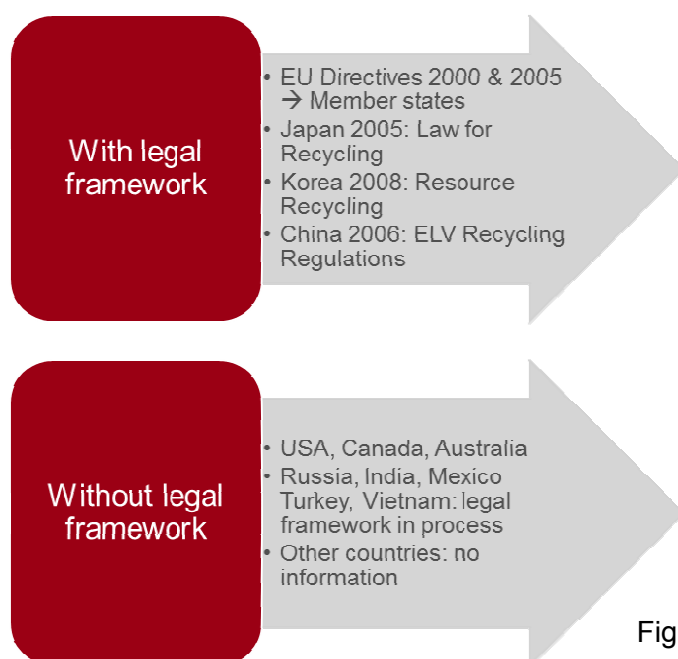 With legal
framework
• EU Directives 2000 & 2005
→ Member states
• Japan 2005: Law for
Recycling
• Korea 2008: Resource
Recycling
• China 2006: ELV Recycling
Regulations
Without legal
framework
• USA, Canada, Australia
• Russia, India, Mexico
Turkey, Vietnam: legal
framework in process
• Other countries: no
information
Fig